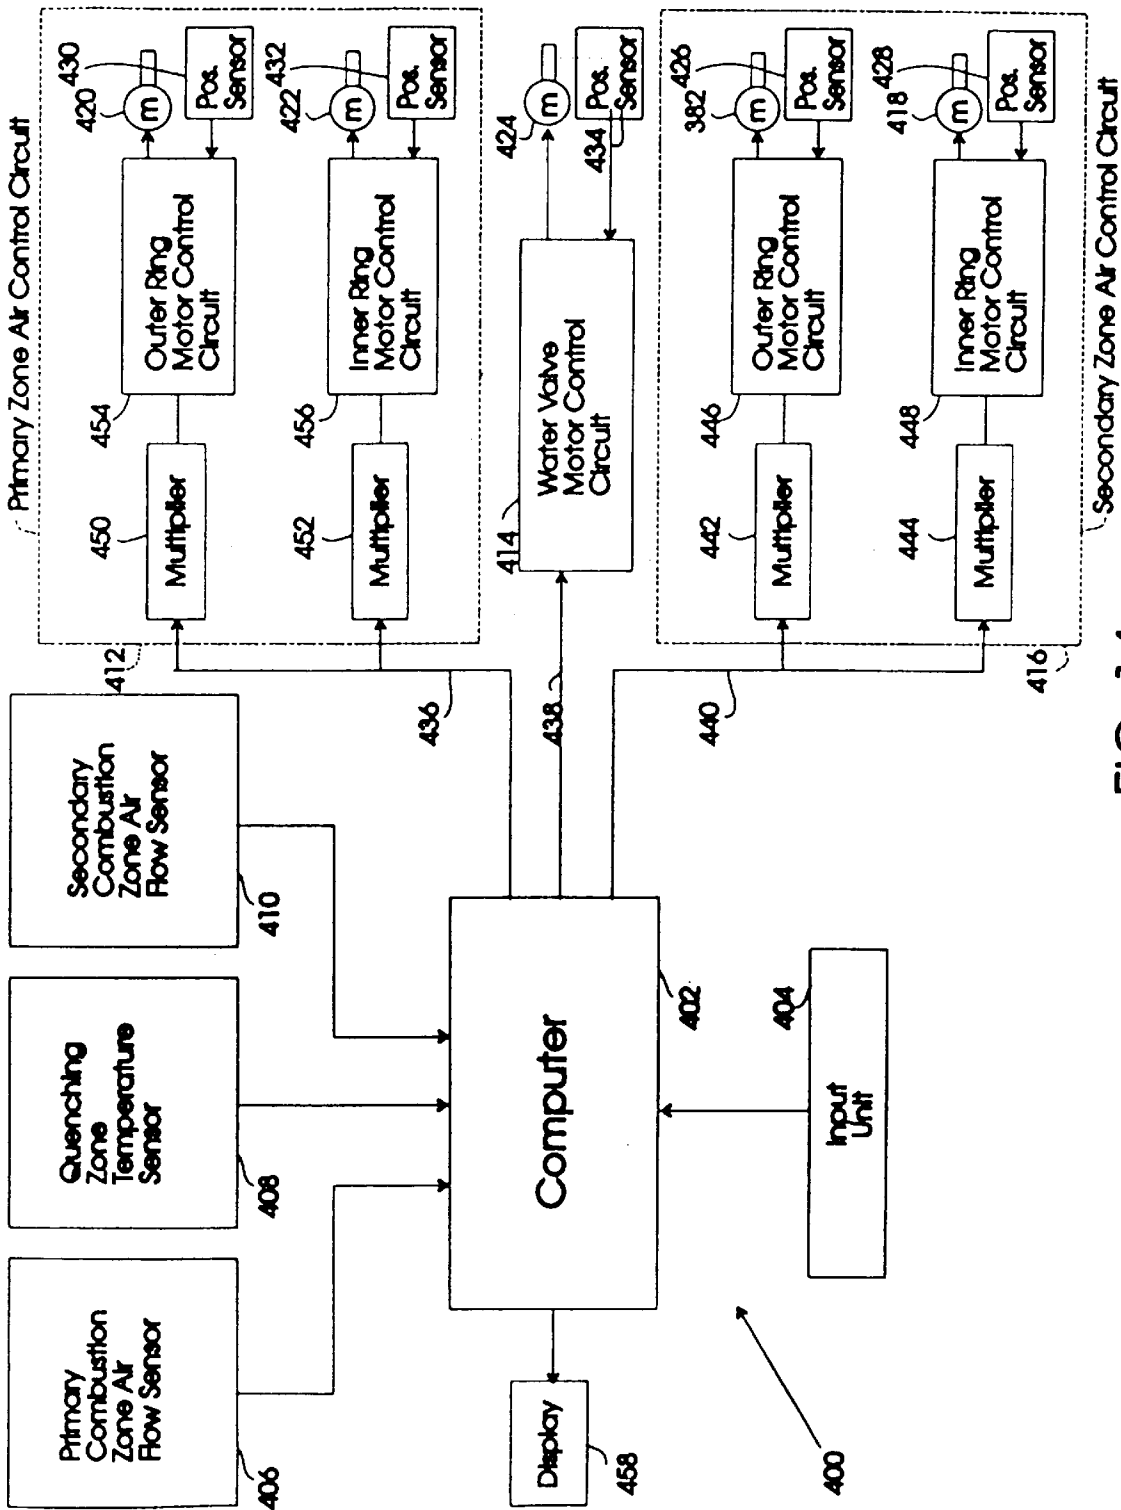 Primary
Combustion
Zone Air
Flow Sensor
406
Quenching
Zone
Temperature
Sensor
408
Secondary
Combustion
Zone Air
Flow Sensor
410
Primary Zone Air Control Circuit
412
450
Multiplier
454
Outer Ring
Motor Control
Circuit
420
m
430
Pos.
Sensor
452
Multiplier
456
Inner Ring
Motor Control
Circuit
422
m
432
Pos.
Sensor
436
Display
458
Computer
402
438
414
Water Valve
Motor Control
Circuit
424
m
Pos.
Sensor
434
440
442
Multiplier
446
Outer Ring
Motor Control
Circuit
382
m
426
Pos.
Sensor
444
Multiplier
448
Inner Ring
Motor Control
Circuit
418
m
428
Pos.
Sensor
416
Secondary Zone Air Control Circuit
400
404
Input
Unit